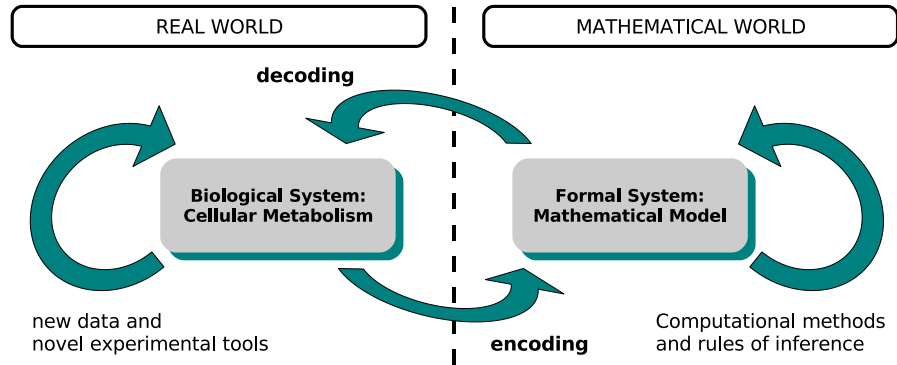 REAL WORLD
MATHEMATICAL WORLD
decoding
Biological System:
Cellular Metabolism
Formal System:
Mathematical Model
new data and
novel experimental tools
encoding
Computational methods
and rules of inference